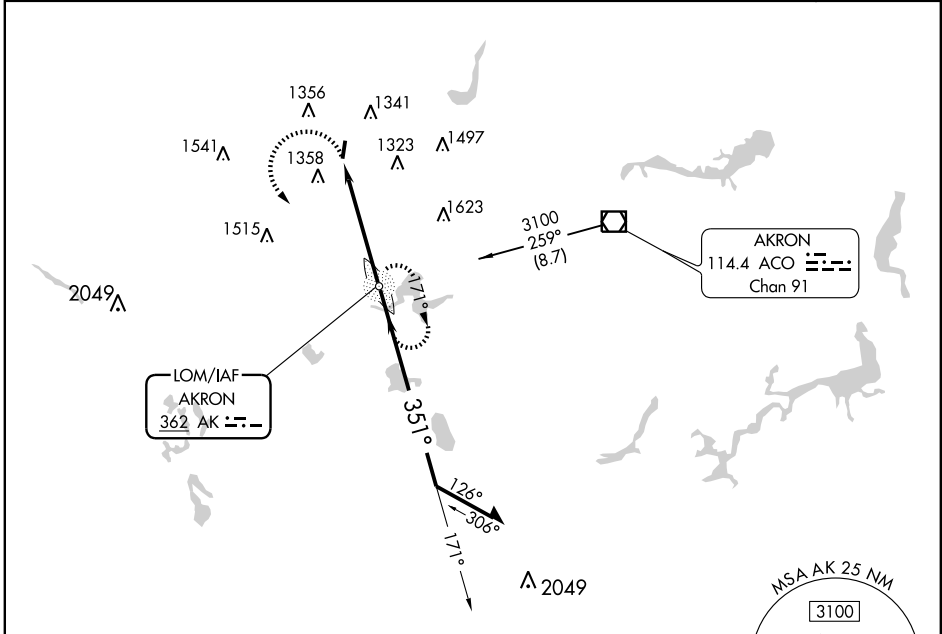 1356
1341
1541
1358
1323
1497
1515
1623
3100
259°
(8.7)
AKRON
114.4 ACO
Chan 91
2049
171°
LOM/IAF
AKRON
362 AK
351°
126°
306°
171°
2049
MSA AK 25 NM
3100